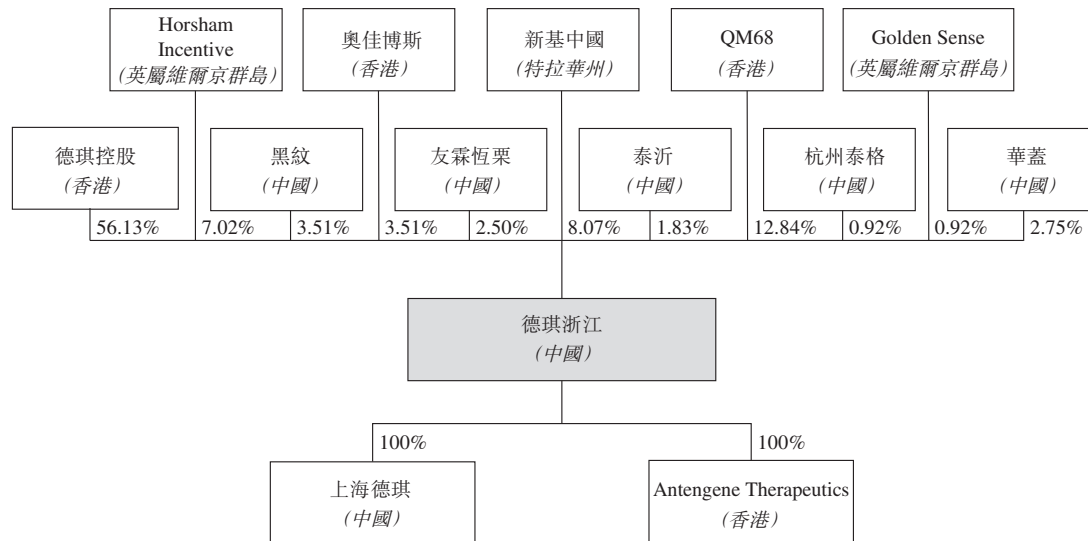 Horsham
Incentive
(英屬維爾京群島)
奧佳博斯
(香港)
新基中國
(特拉華州)
QM68
(香港)
Golden Sense
(英屬維爾京群島)
德琪控股
(香港)
黑紋
(中國)
友霖恆栗
(中國)
泰沂
(中國)
杭州泰格
(中國)
華蓋
(中國)
56.13%
7.02%
3.51%
3.51%
2.50%
8.07%
1.83%
12.84%
0.92%
0.92%
2.75%
德琪浙江
(中國)
100%
100%
上海德琪
(中國)
Antengene Therapeutics
(香港)